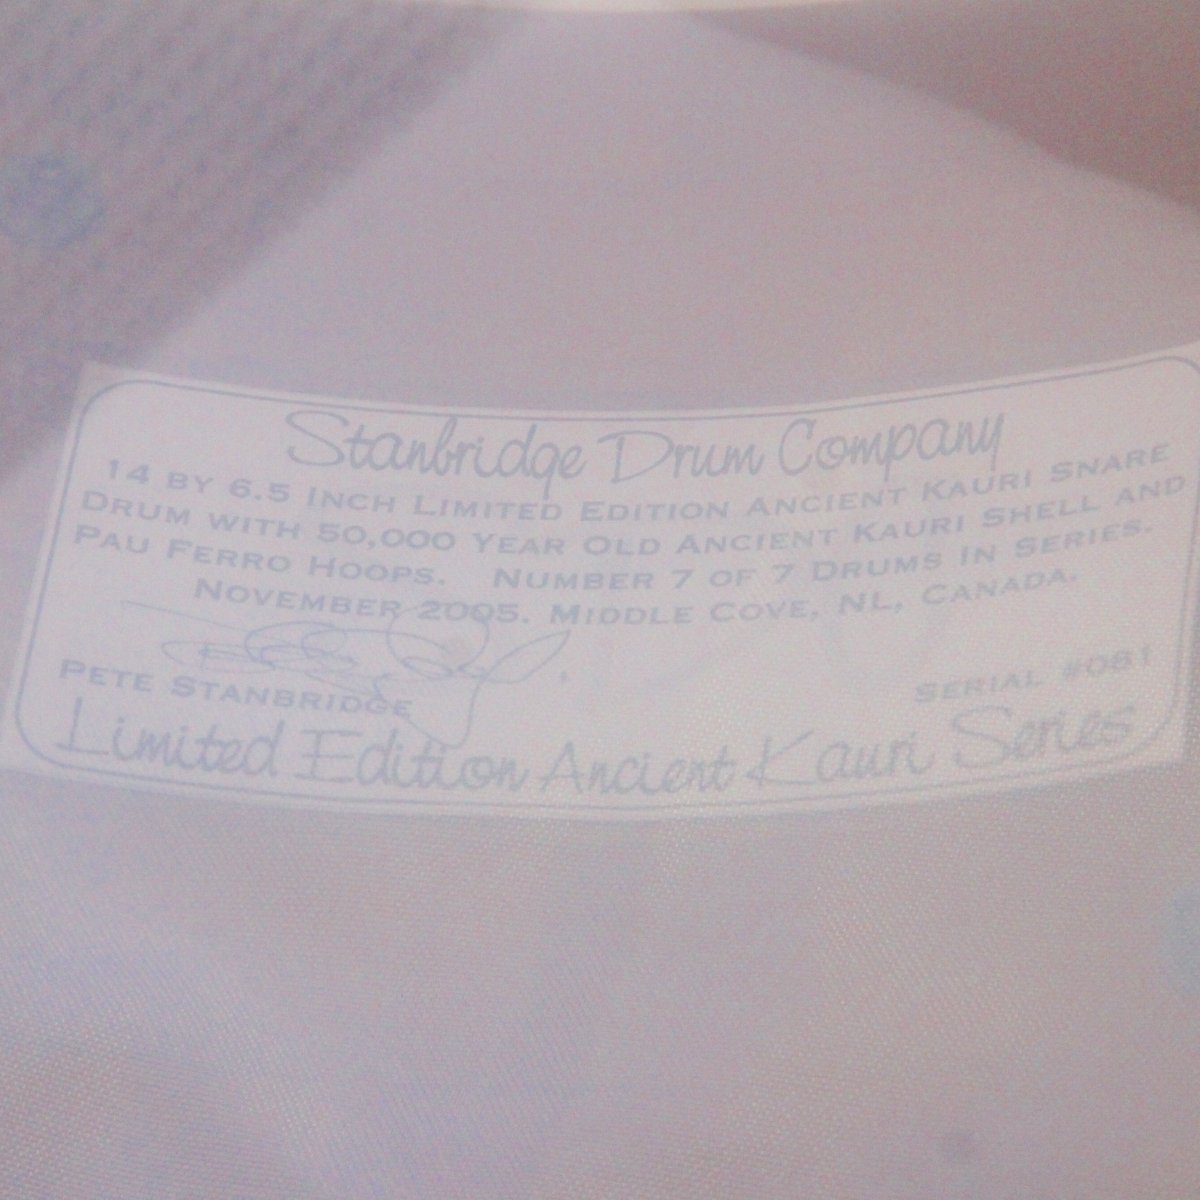 Stanbridge Drum Company
14 BY 6.5 INCH LIMITED EDITION ANCIENT KAURI SNARE
DRUM WITH 50,000 YEAR OLD ANCIENT KAURI SHELL AND
PAU FERRO HOOPS. NUMBER 7 OF 7 DRUMS IN SERIES.
NOVEMBER 2005. MIDDLE COVE, NL, CANADA.
PETE STANBRIDGE
SERIAL #081
Limited Edition Ancient Kauri Series